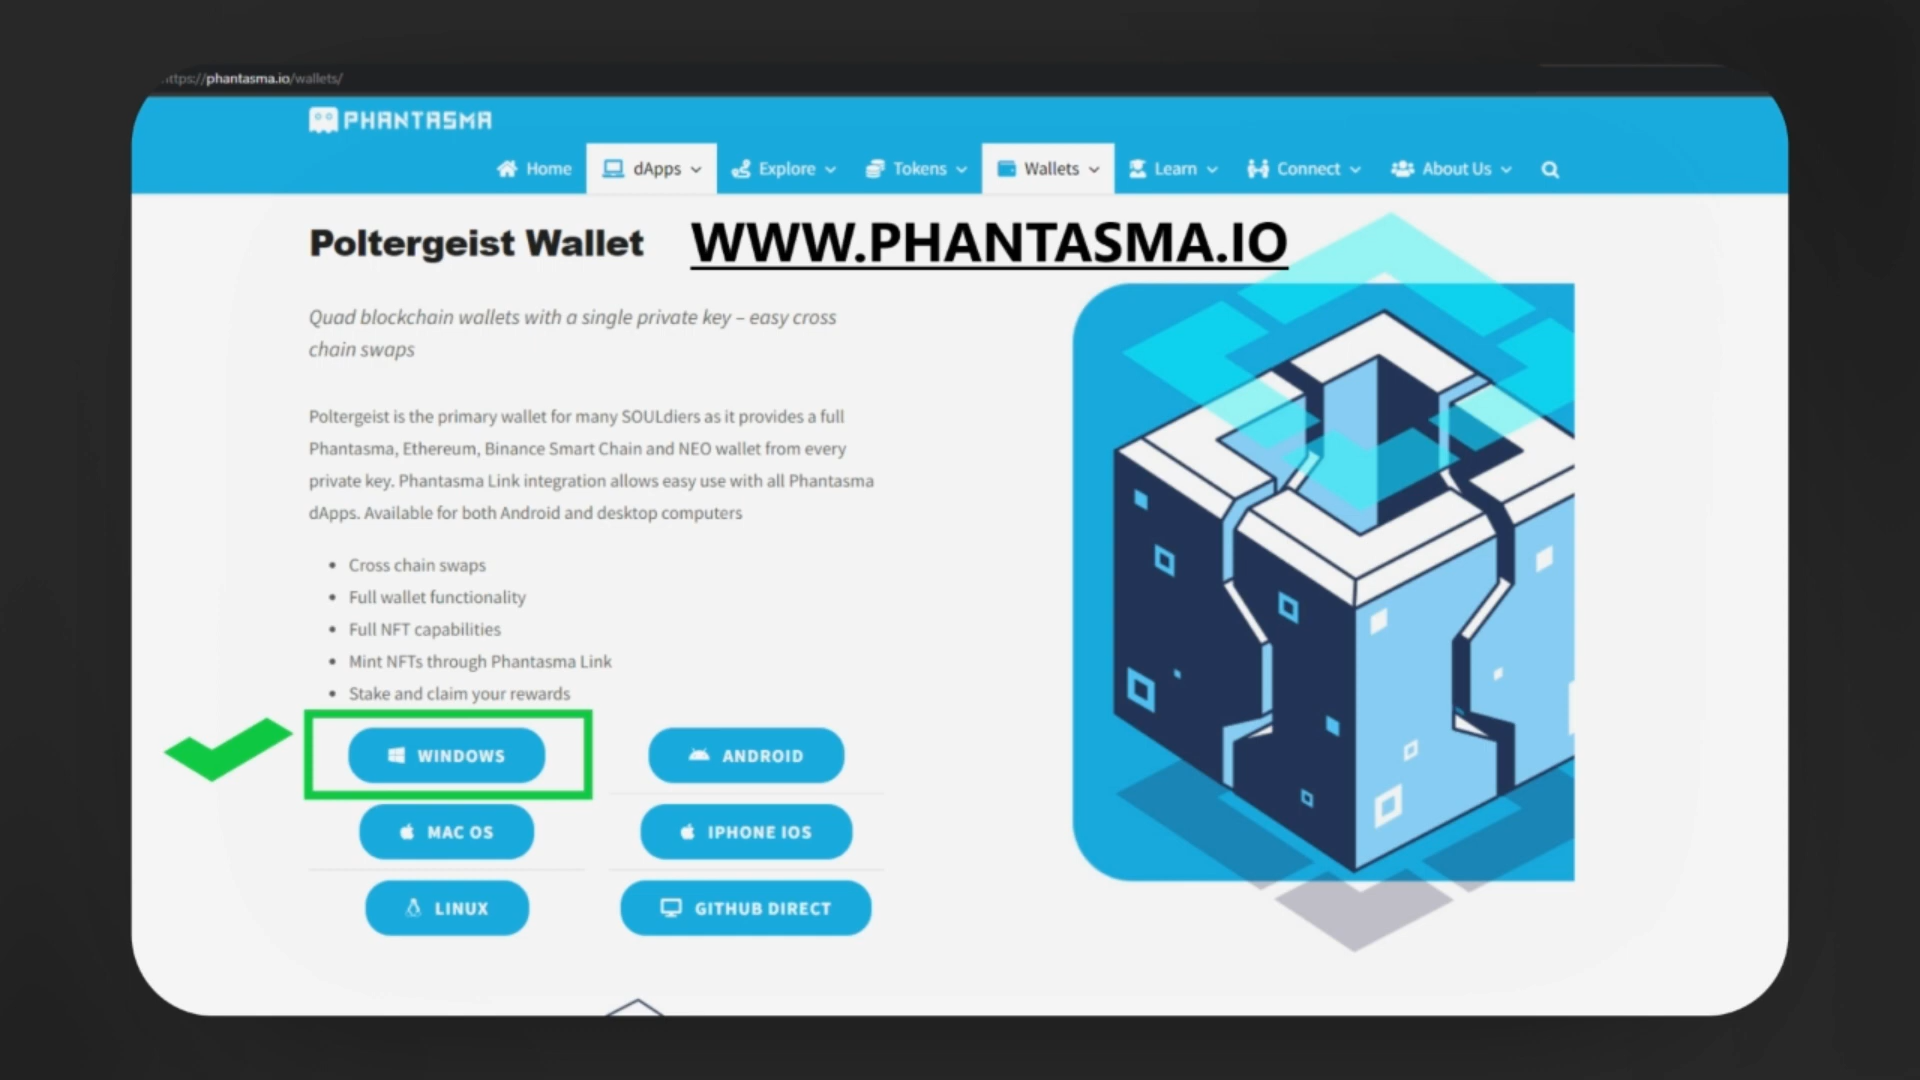 ttps://phantasma.io/wallets/
PHANTASMA
Home dApps Explore Tokens Wallets Learn Connect About Us
Poltergeist Wallet WWW.PHANTASMA.IO
Quad blockchain wallets with a single private key – easy cross
chain swaps
Poltergeist is the primary wallet for many SOULdiers as it provides a full
Phantasma, Ethereum, Binance Smart Chain and NEO wallet from every
private key. Phantasma Link integration allows easy use with all Phantasma
dApps. Available for both Android and desktop computers
• Cross chain swaps
• Full wallet functionality
• Full NFT capabilities
• Mint NFTs through Phantasma Link
• Stake and claim your rewards
WINDOWS ANDROID
MAC OS IPHONE IOS
LINUX GITHUB DIRECT